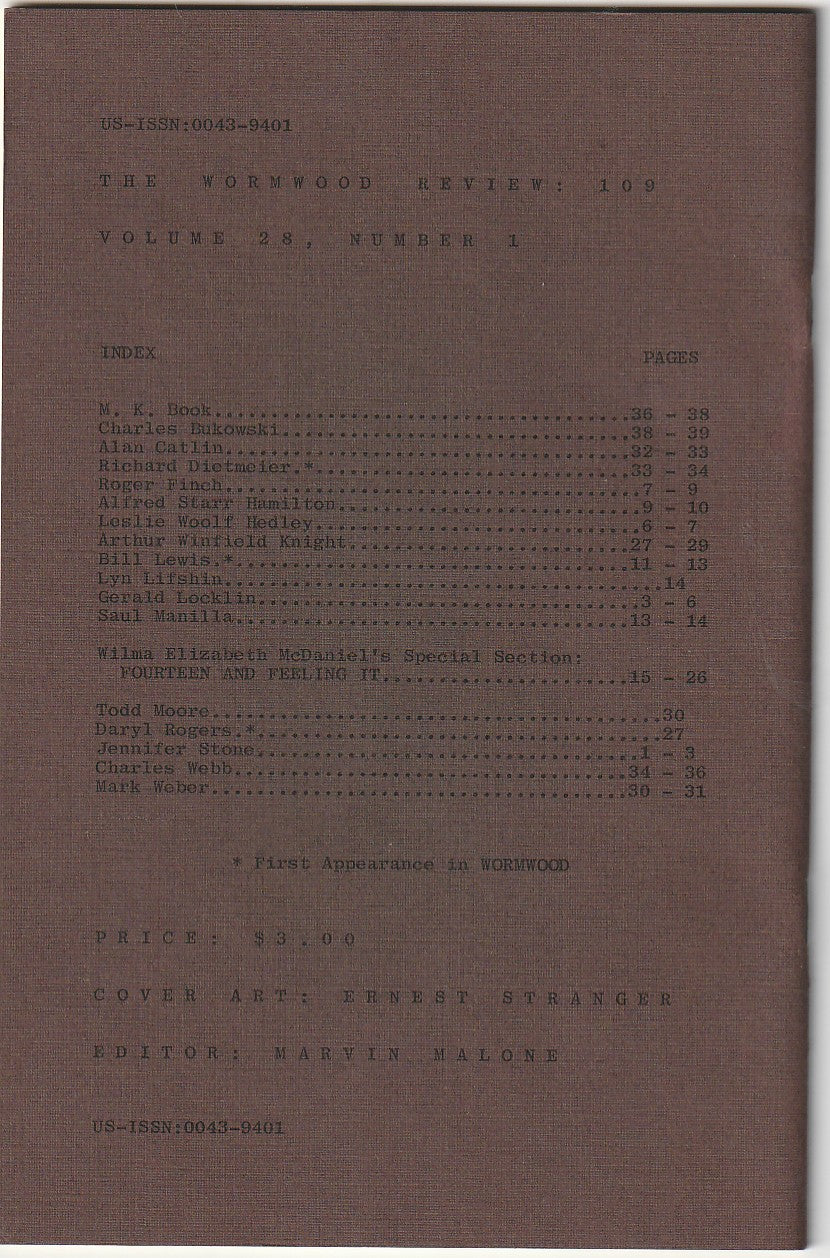 US-ISSN:0043-9401
THE WORMWOOD REVIEW: 109
VOLUME 28, NUMBER 1
INDEX PAGES
M. K. Book.....................................36 - 38
Charles Bukowski...............................38 - 39
Alan Catlin....................................32 - 33
Richard Dietmeier.*............................33 - 34
Roger Finch.....................................7 - 9
Alfred Starr Hamilton...........................9 - 10
Leslie Woolf Hedley.............................6 - 7
Arthur Winfield Knight.........................27 - 29
Bill Lewis.*...................................11 - 13
Lyn Lifshin.......................................14
Gerald Locklin..................................3 - 6
Saul Manilla...................................13 - 14
Wilma Elizabeth McDaniel's Special Section:
FOURTEEN AND FEELING IT......................15 - 26
Todd Moore........................................30
Daryl Rogers.*....................................27
Jennifer Stone..................................1 - 3
Charles Webb...................................34 - 36
Mark Weber.....................................30 - 31
* First Appearance in WORMWOOD
PRICE: $3.00
COVER ART: ERNEST STRANGER
EDITOR: MARVIN MALONE
US-ISSN:0043-9401